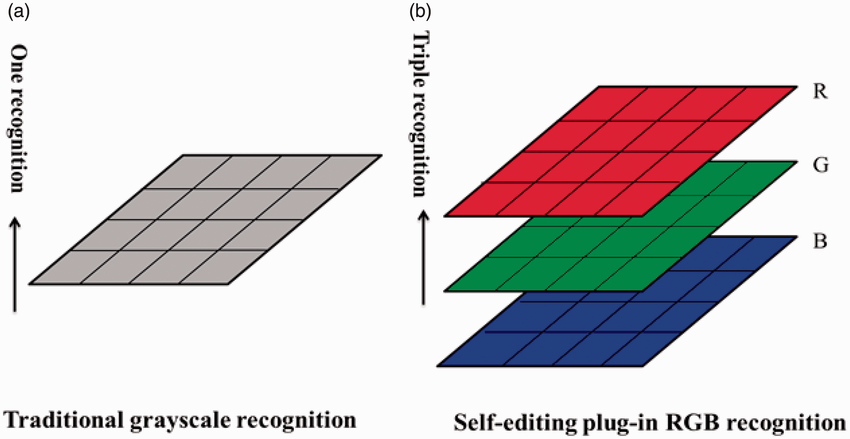 (a)
One recognition
Traditional grayscale recognition
(b)
Triple recognition
R
G
B
Self-editing plug-in RGB recognition